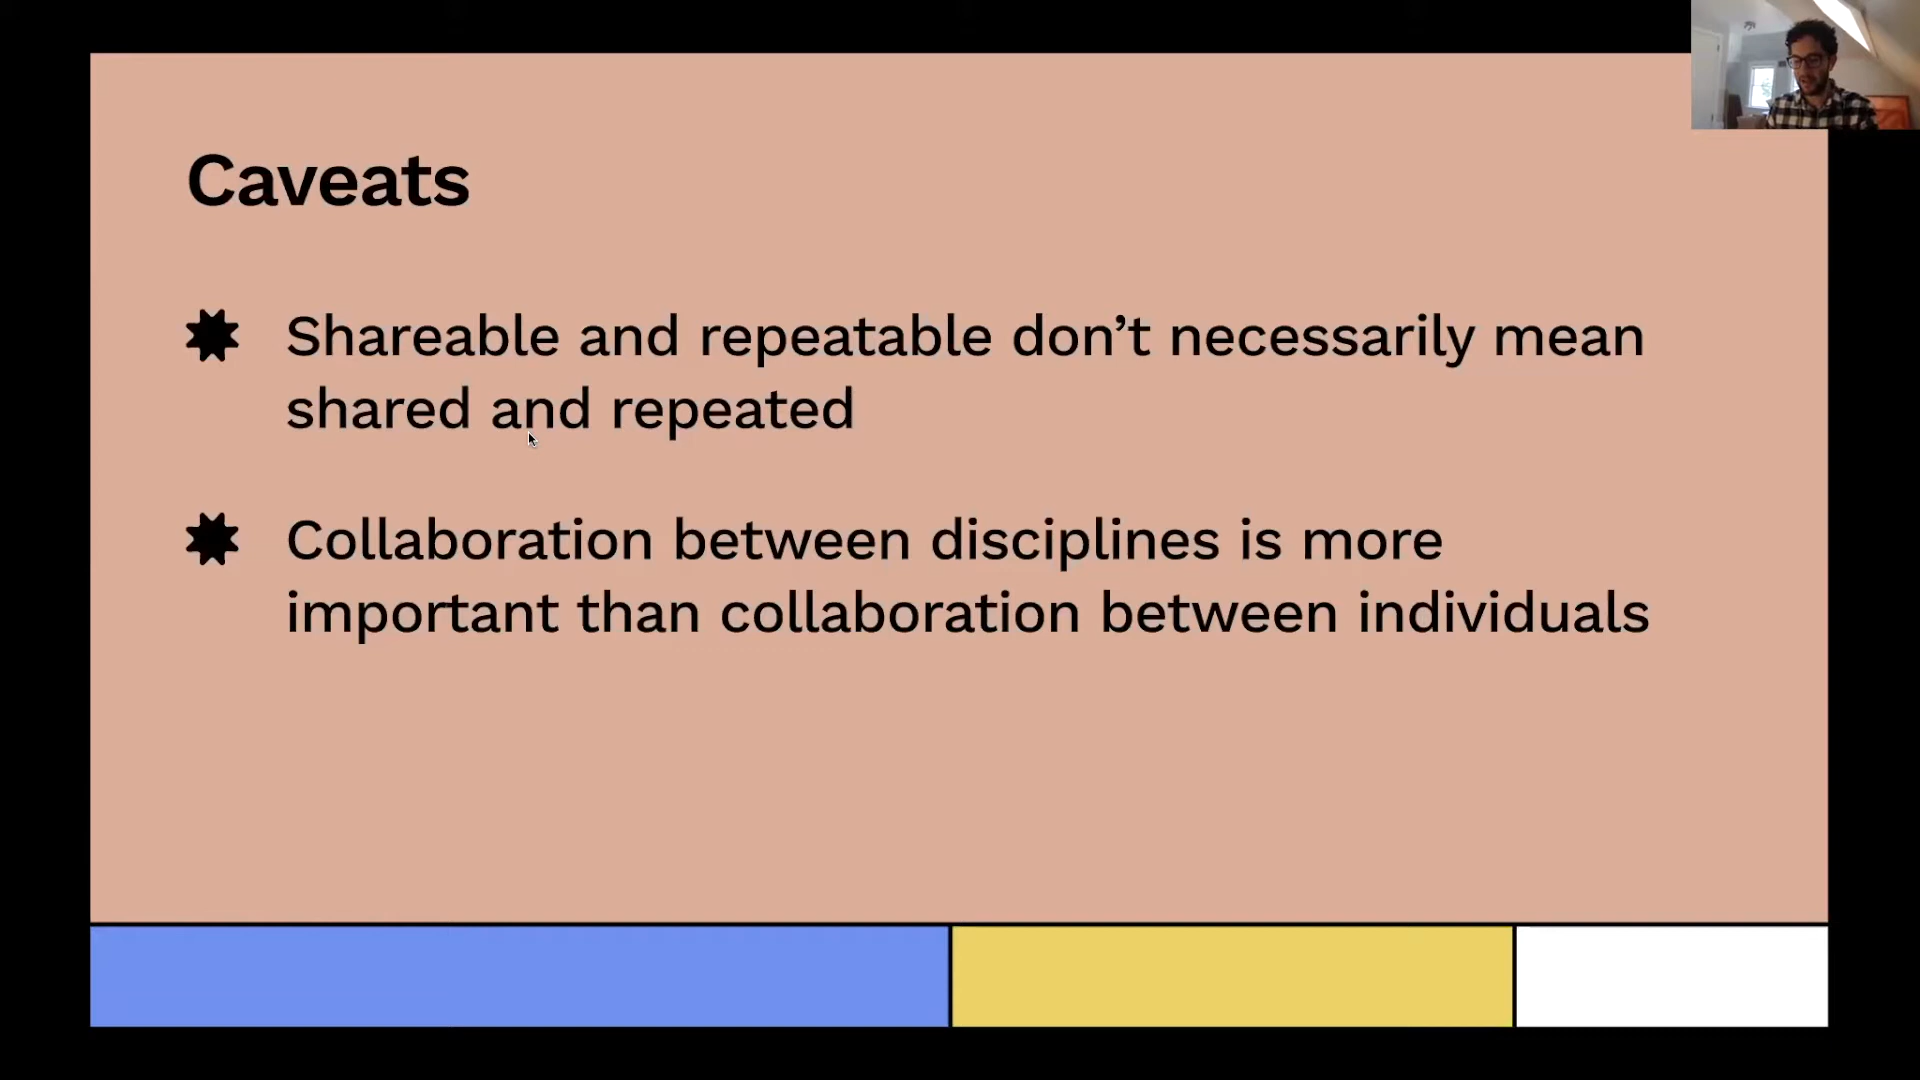 Caveats
Shareable and repeatable don’t necessarily mean
shared and repeated
Collaboration between disciplines is more
important than collaboration between individuals